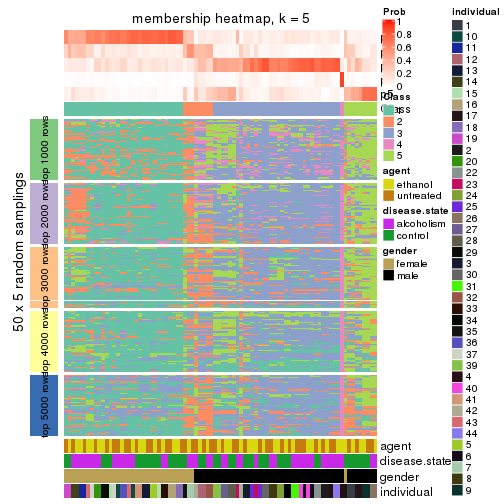 membership heatmap, k = 5
50 x 5 random samplings
top 1000 rows
top 2000 rows
top 3000 rows
top 4000 rows
top 5000 rows
p5
Class
agent
disease.state
gender
individual
Prob
1
0.8
0.6
0.4
0.2
0
Class
1
2
3
4
5
agent
ethanol
untreated
disease.state
alcoholism
control
gender
female
male
individual
1
10
11
12
13
14
15
16
17
18
19
2
20
22
23
24
25
26
27
28
29
3
30
31
32
33
34
35
36
37
39
4
40
41
42
43
44
5
6
7
8
9